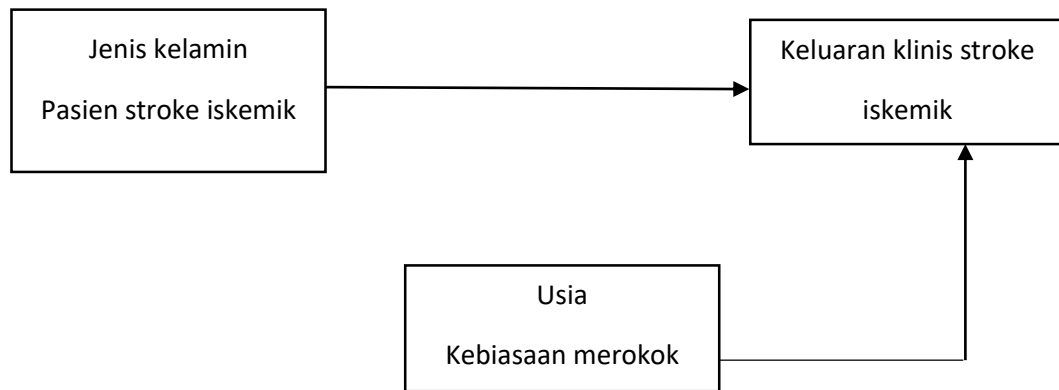 Jenis kelamin
Pasien stroke iskemik
Keluaran klinis stroke
iskemik
Usia
Kebiasaan merokok